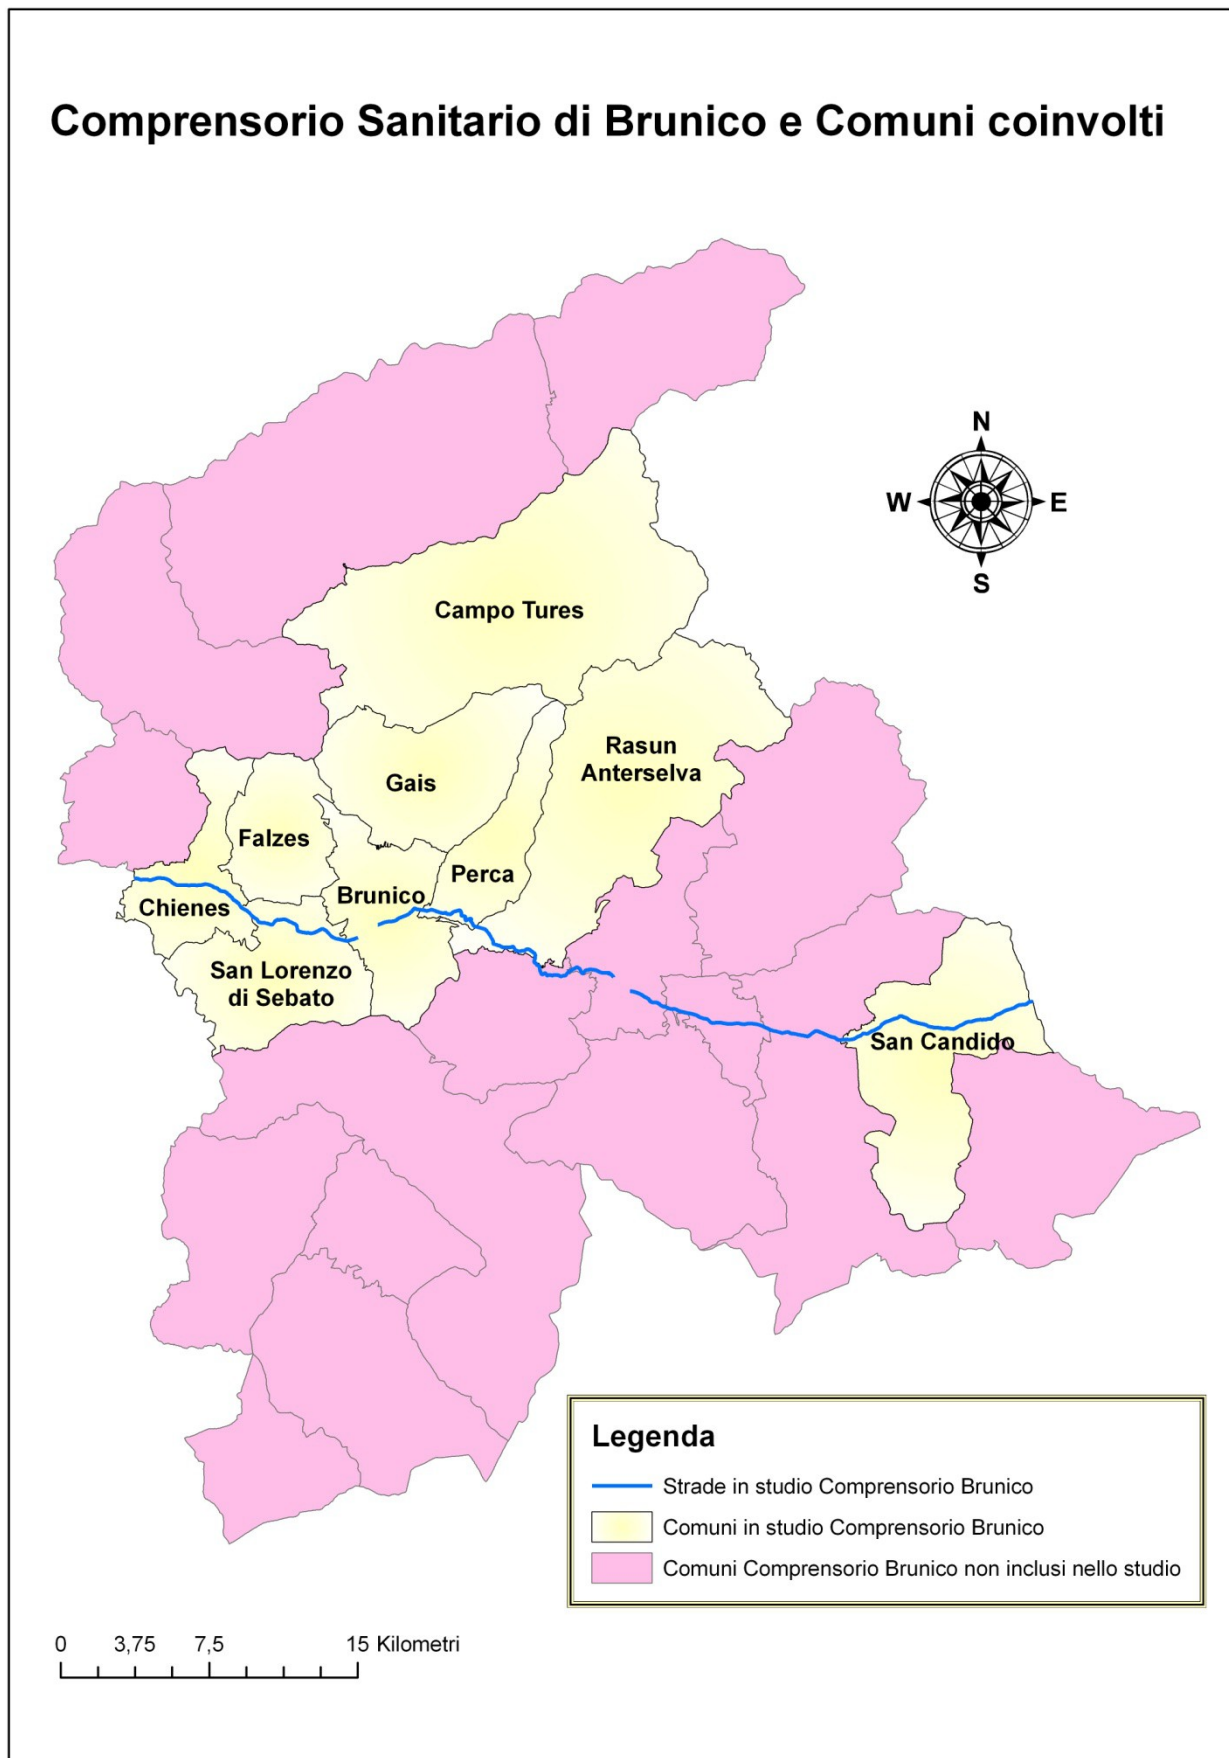 Comprensorio Sanitario di Brunico e Comuni coinvolti
N
W
E
S
Campo Tures
Rasun
Anterselva
Gais
Falzes
Perca
Brunico
Chienes
San Lorenzo
di Sebato
San Candido
Legenda
Strade in studio Comprensorio Brunico
Comuni in studio Comprensorio Brunico
Comuni Comprensorio Brunico non inclusi nello studio
0 3,75 7,5 15 Kilometri